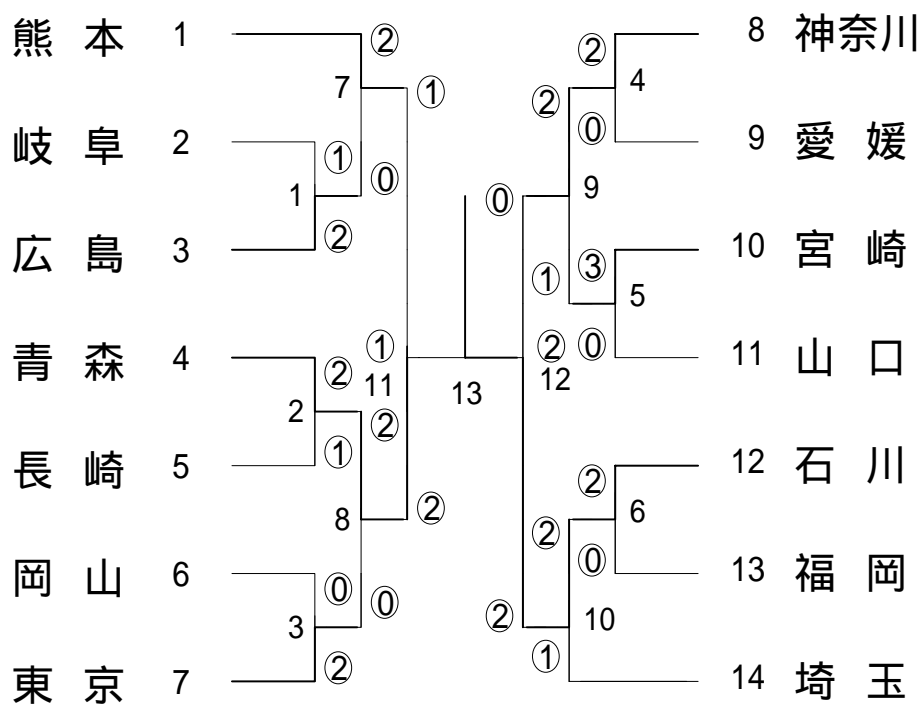 熊本 1 ② ② 8 神奈川
7 ① ② 4
岐阜 2 ① ⓪ ⓪ 9 愛媛
1 ⓪ 9
広島 3 ② ① ③ 10 宮崎
5
青森 4 ② ① 11 13 ② 12 ⓪ 11 山口
2 ②
長崎 5 ① ② 12 石川
8 ② ② 6
岡山 6 ⓪ ⓪ ⓪ 13 福岡
3 ② 10
東京 7 ② ① 14 埼玉